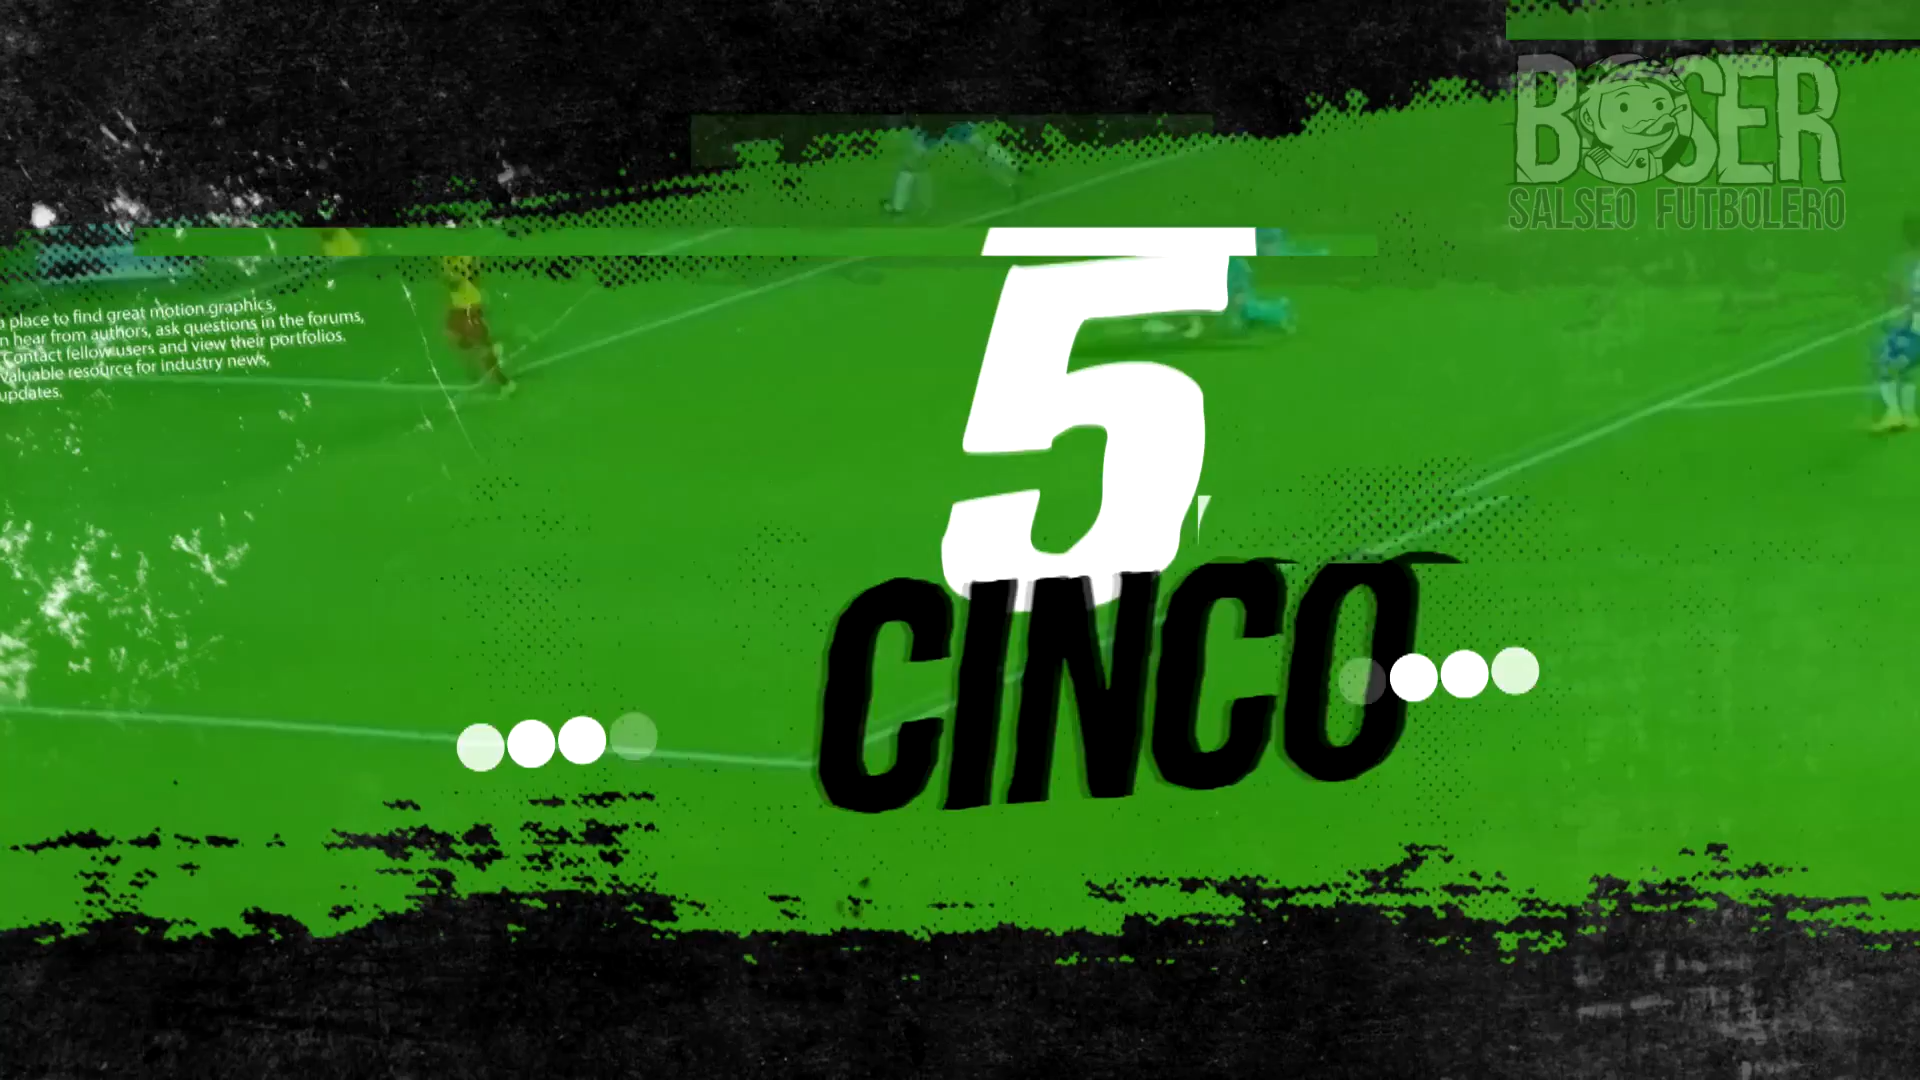 BOSER
SALSEO FUTBOLERO
a place to find great motion graphics,
n hear from authors, ask questions in the forums,
Contact fellow users and view their portfolios.
valuable resource for industry news,
updates.
5
CINCO